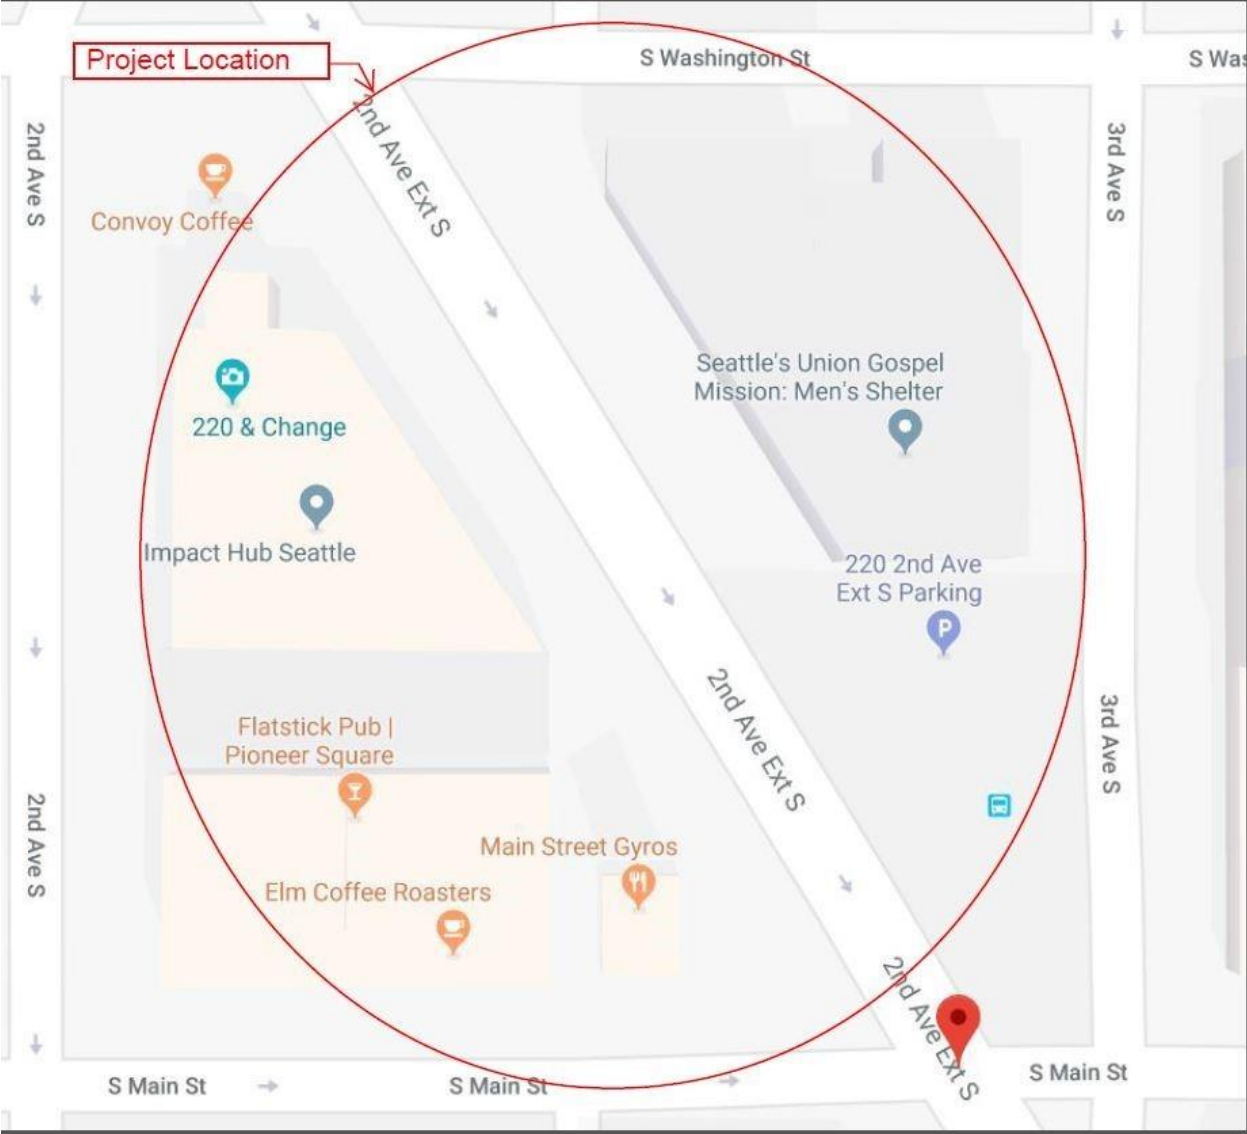 Project Location
S Washington St
S Was
2nd Ave S
2nd Ave Ext S
3rd Ave S
Convoy Coffee
Seattle's Union Gospel
Mission: Men's Shelter
220 & Change
Impact Hub Seattle
220 2nd Ave
Ext S Parking
P
2nd Ave Ext S
3rd Ave S
Flatstick Pub |
Pioneer Square
2nd Ave S
Main Street Gyros
Elm Coffee Roasters
2nd Ave Ext S
S Main St
S Main St
S Main St